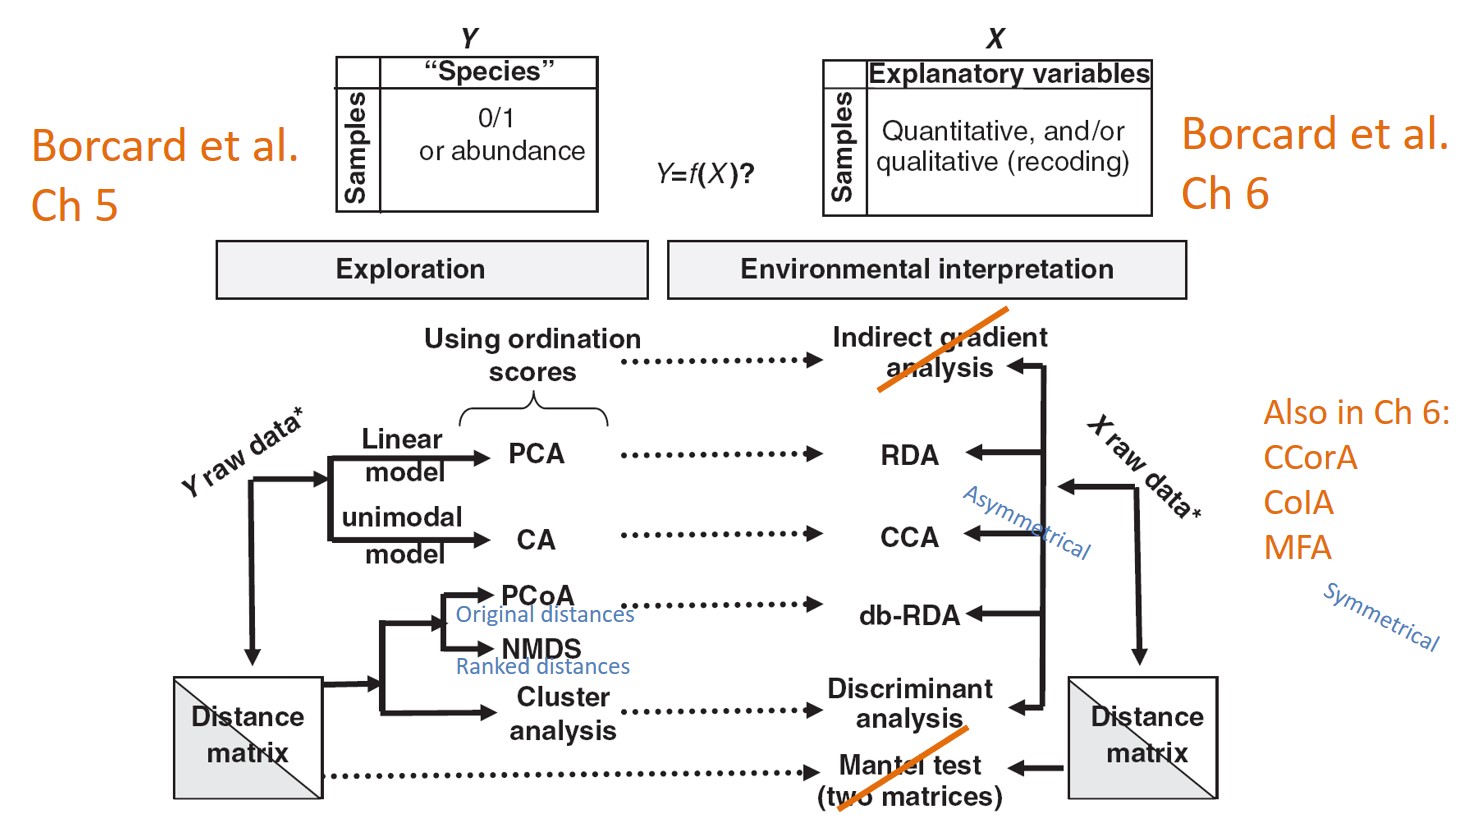 Y
X
"Species"
Samples
0/1
or abundance
Explanatory variables
Samples
Quantitative, and/or
qualitative (recoding)
Borcard et al.
Ch 5
Y=f(X)?
Borcard et al.
Ch 6
Exploration
Environmental interpretation
Using ordination
scores
Indirect gradient
analysis
Y raw data*
Linear
model
PCA
RDA
X raw data*
Also in Ch 6:
CCorA
CoIA
MFA
Asymmetrical
unimodal
model
CA
CCA
PCoA
Original distances
db-RDA
Symmetrical
NMDS
Ranked distances
Cluster
analysis
Discriminant
analysis
Distance
matrix
Distance
matrix
Mantel test
(two matrices)